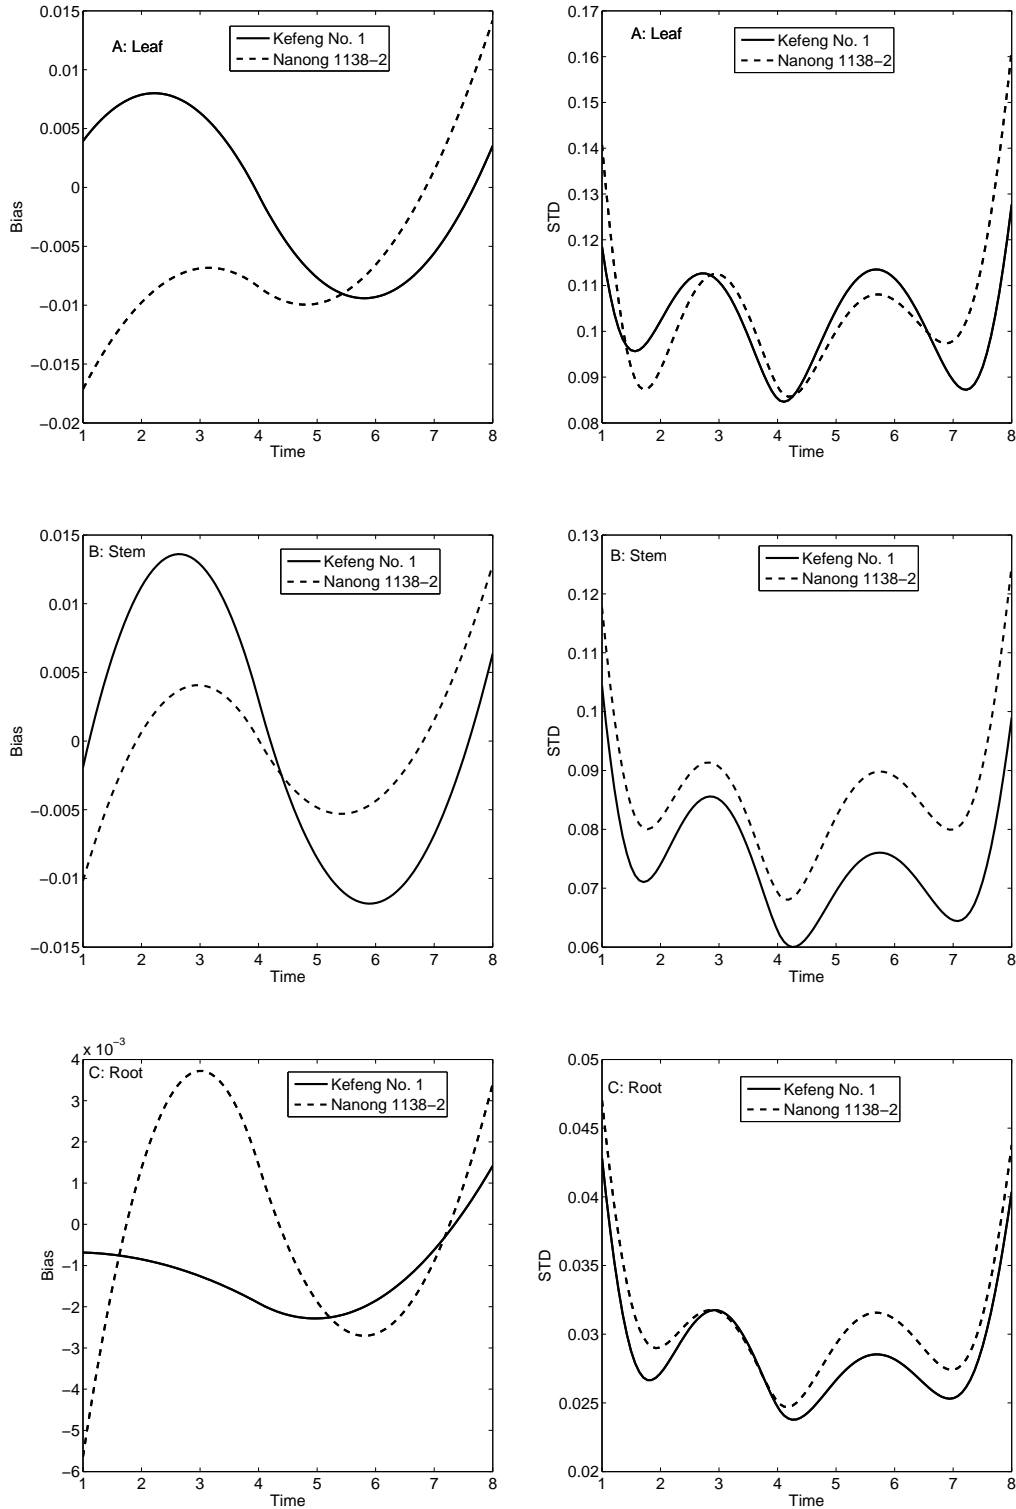 0.015
0.01
0.005
0
−0.005
−0.01
−0.015
−0.02
Bias
A: Leaf
Kefeng No. 1
Nanong 1138−2
1 2 3 4 5 6 7 8
Time
0.17
0.16
0.15
0.14
0.13
0.12
0.11
0.1
0.09
0.08
STD
A: Leaf
Kefeng No. 1
Nanong 1138−2
1 2 3 4 5 6 7 8
Time
0.015
0.01
0.005
0
−0.005
−0.01
−0.015
Bias
B: Stem
Kefeng No. 1
Nanong 1138−2
1 2 3 4 5 6 7 8
Time
0.13
0.12
0.11
0.1
0.09
0.08
0.07
0.06
STD
B: Stem
Kefeng No. 1
Nanong 1138−2
1 2 3 4 5 6 7 8
Time
x 10⁻³
4
3
2
1
0
−1
−2
−3
−4
−5
−6
Bias
C: Root
Kefeng No. 1
Nanong 1138−2
1 2 3 4 5 6 7 8
Time
0.05
0.045
0.04
0.035
0.03
0.025
0.02
STD
C: Root
Kefeng No. 1
Nanong 1138−2
1 2 3 4 5 6 7 8
Time